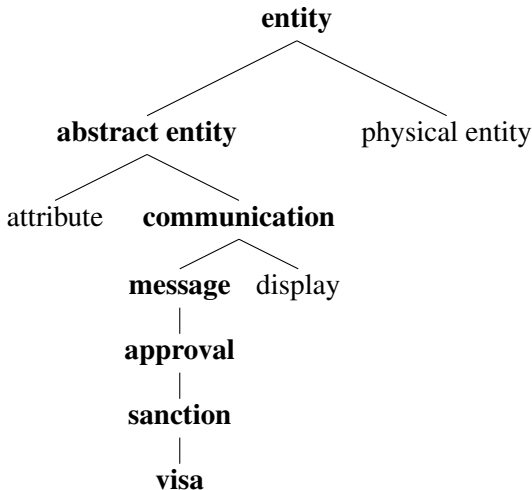 entity
abstract entity physical entity
attribute communication
message display
approval
sanction
visa